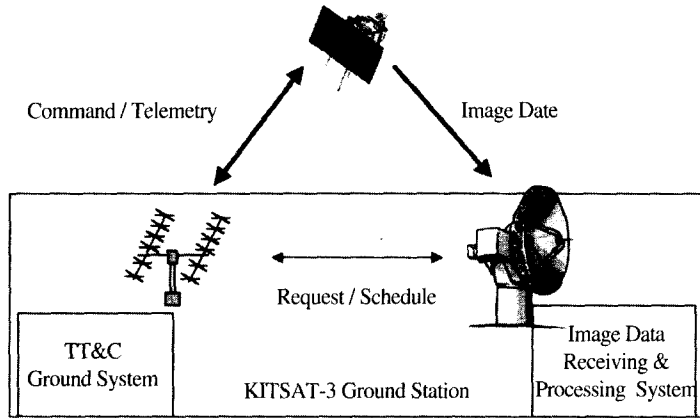 Command / Telemetry
Image Date
Request / Schedule
TT&C
Ground System
KITSAT-3 Ground Station
Image Data
Receiving &
Processing System